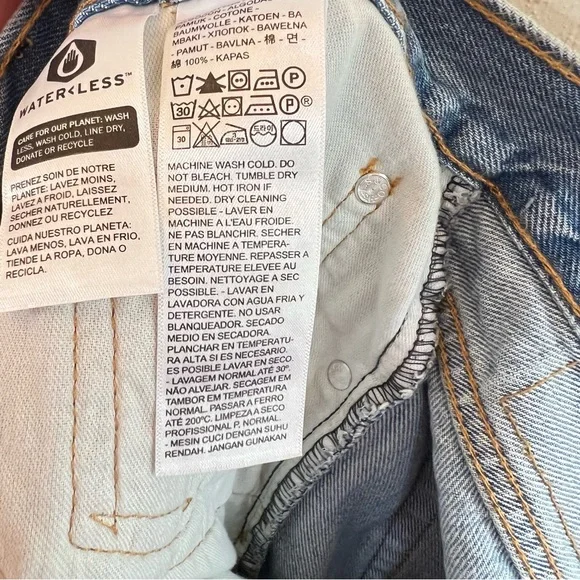 WATER<LESS™
CARE FOR OUR PLANET: WASH
LESS, WASH COLD, LINE DRY,
DONATE OR RECYCLE
PRENEZ SOIN DE NOTRE
PLANÈTE: LAVEZ MOINS,
LAVEZ A FROID, LAISSEZ
SÉCHER NATURELLEMENT,
DONNEZ OU RECYCLEZ
CUIDA NUESTRO PLANETA:
LAVA MENOS, LAVA EN FRIO,
TIENDE LA ROPA, DONA O
RECICLA.
PAMUK - COTONE -
BAUMWOLLE - KATOEN - BA
MBAKI - ХЛОПОК - BAWEŁNA
- PAMUT - BAVLNA - 棉 - 면 -
綿 100% - KAPAS
P
30 P
30 드라이
MACHINE WASH COLD. DO
NOT BLEACH. TUMBLE DRY
MEDIUM. HOT IRON IF
NEEDED. DRY CLEANING
POSSIBLE - LAVER EN
MACHINE A L'EAU FROIDE.
NE PAS BLANCHIR. SECHER
EN MACHINE A TEMPERA-
TURE MOYENNE. REPASSER A
TEMPERATURE ELEVEE AU
BESOIN. NETTOYAGE A SEC
POSSIBLE. - LAVAR EN
LAVADORA CON AGUA FRIA Y
DETERGENTE. NO USAR
BLANQUEADOR. SECADO
MEDIO EN SECADORA.
PLANCHAR EN TEMPERATU-
RA ALTA SI ES NECESARIO.
ES POSIBLE LAVAR EN SECO.
- LAVAGEM NORMAL ATÉ 30°.
NÃO ALVEJAR. SECAGEM EM
TAMBOR EM TEMPERATURA
NORMAL. PASSAR A FERRO
ATÉ 200ºC. LIMPEZA A SECO
PROFISSIONAL P, NORMAL.
- MESIN CUCI DENGAN SUHU
RENDAH. JANGAN GUNAKAN